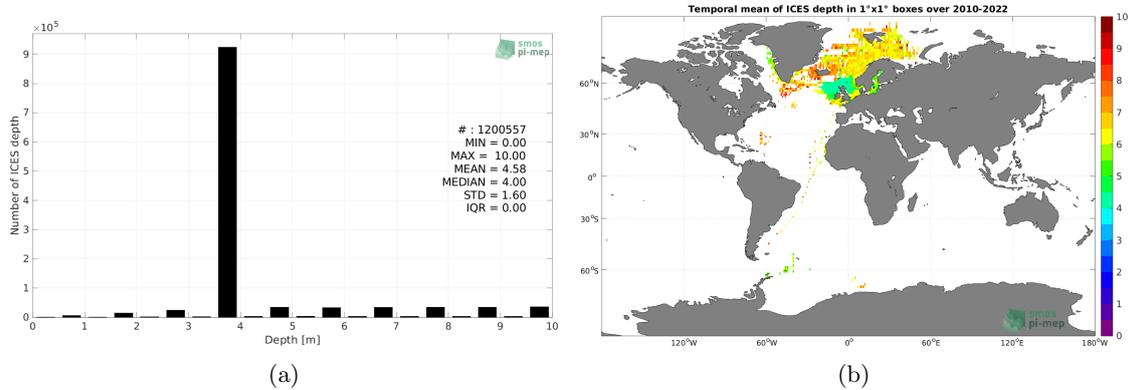 ×10⁵
9
8
7
6
5
4
3
2
1
0
Number of ICES depth
smos
pi-mep
# : 1200557
MIN = 0.00
MAX = 10.00
MEAN = 4.58
MEDIAN = 4.00
STD = 1.60
IQR = 0.00
0 1 2 3 4 5 6 7 8 9 10
Depth [m]
(a)
Temporal mean of ICES depth in 1°x1° boxes over 2010-2022
60°N
30°N
0°
30°S
60°S
120°W 60°W 0° 60°E 120°E 180°W
smos
pi-mep
10
9
8
7
6
5
4
3
2
1
0
(b)